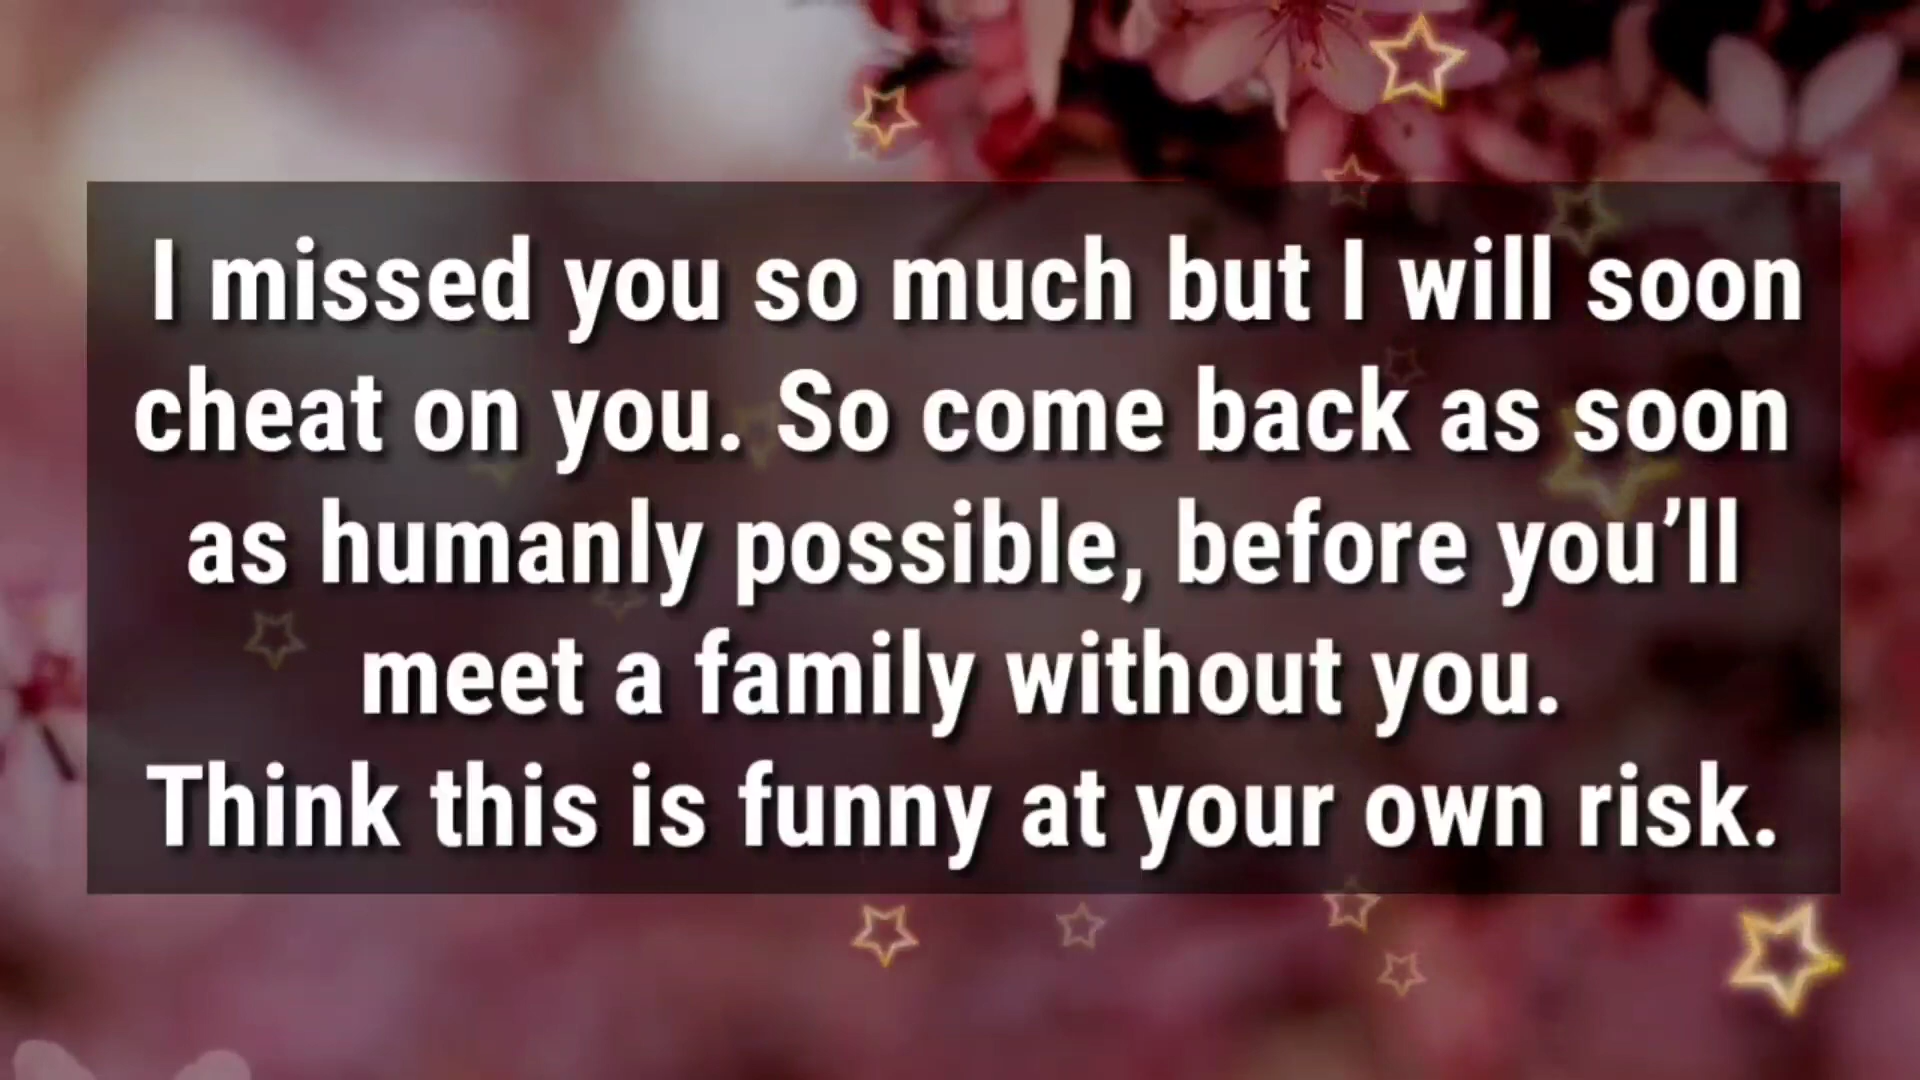 I missed you so much but I will soon
cheat on you. So come back as soon
as humanly possible, before you’ll
meet a family without you.
Think this is funny at your own risk.